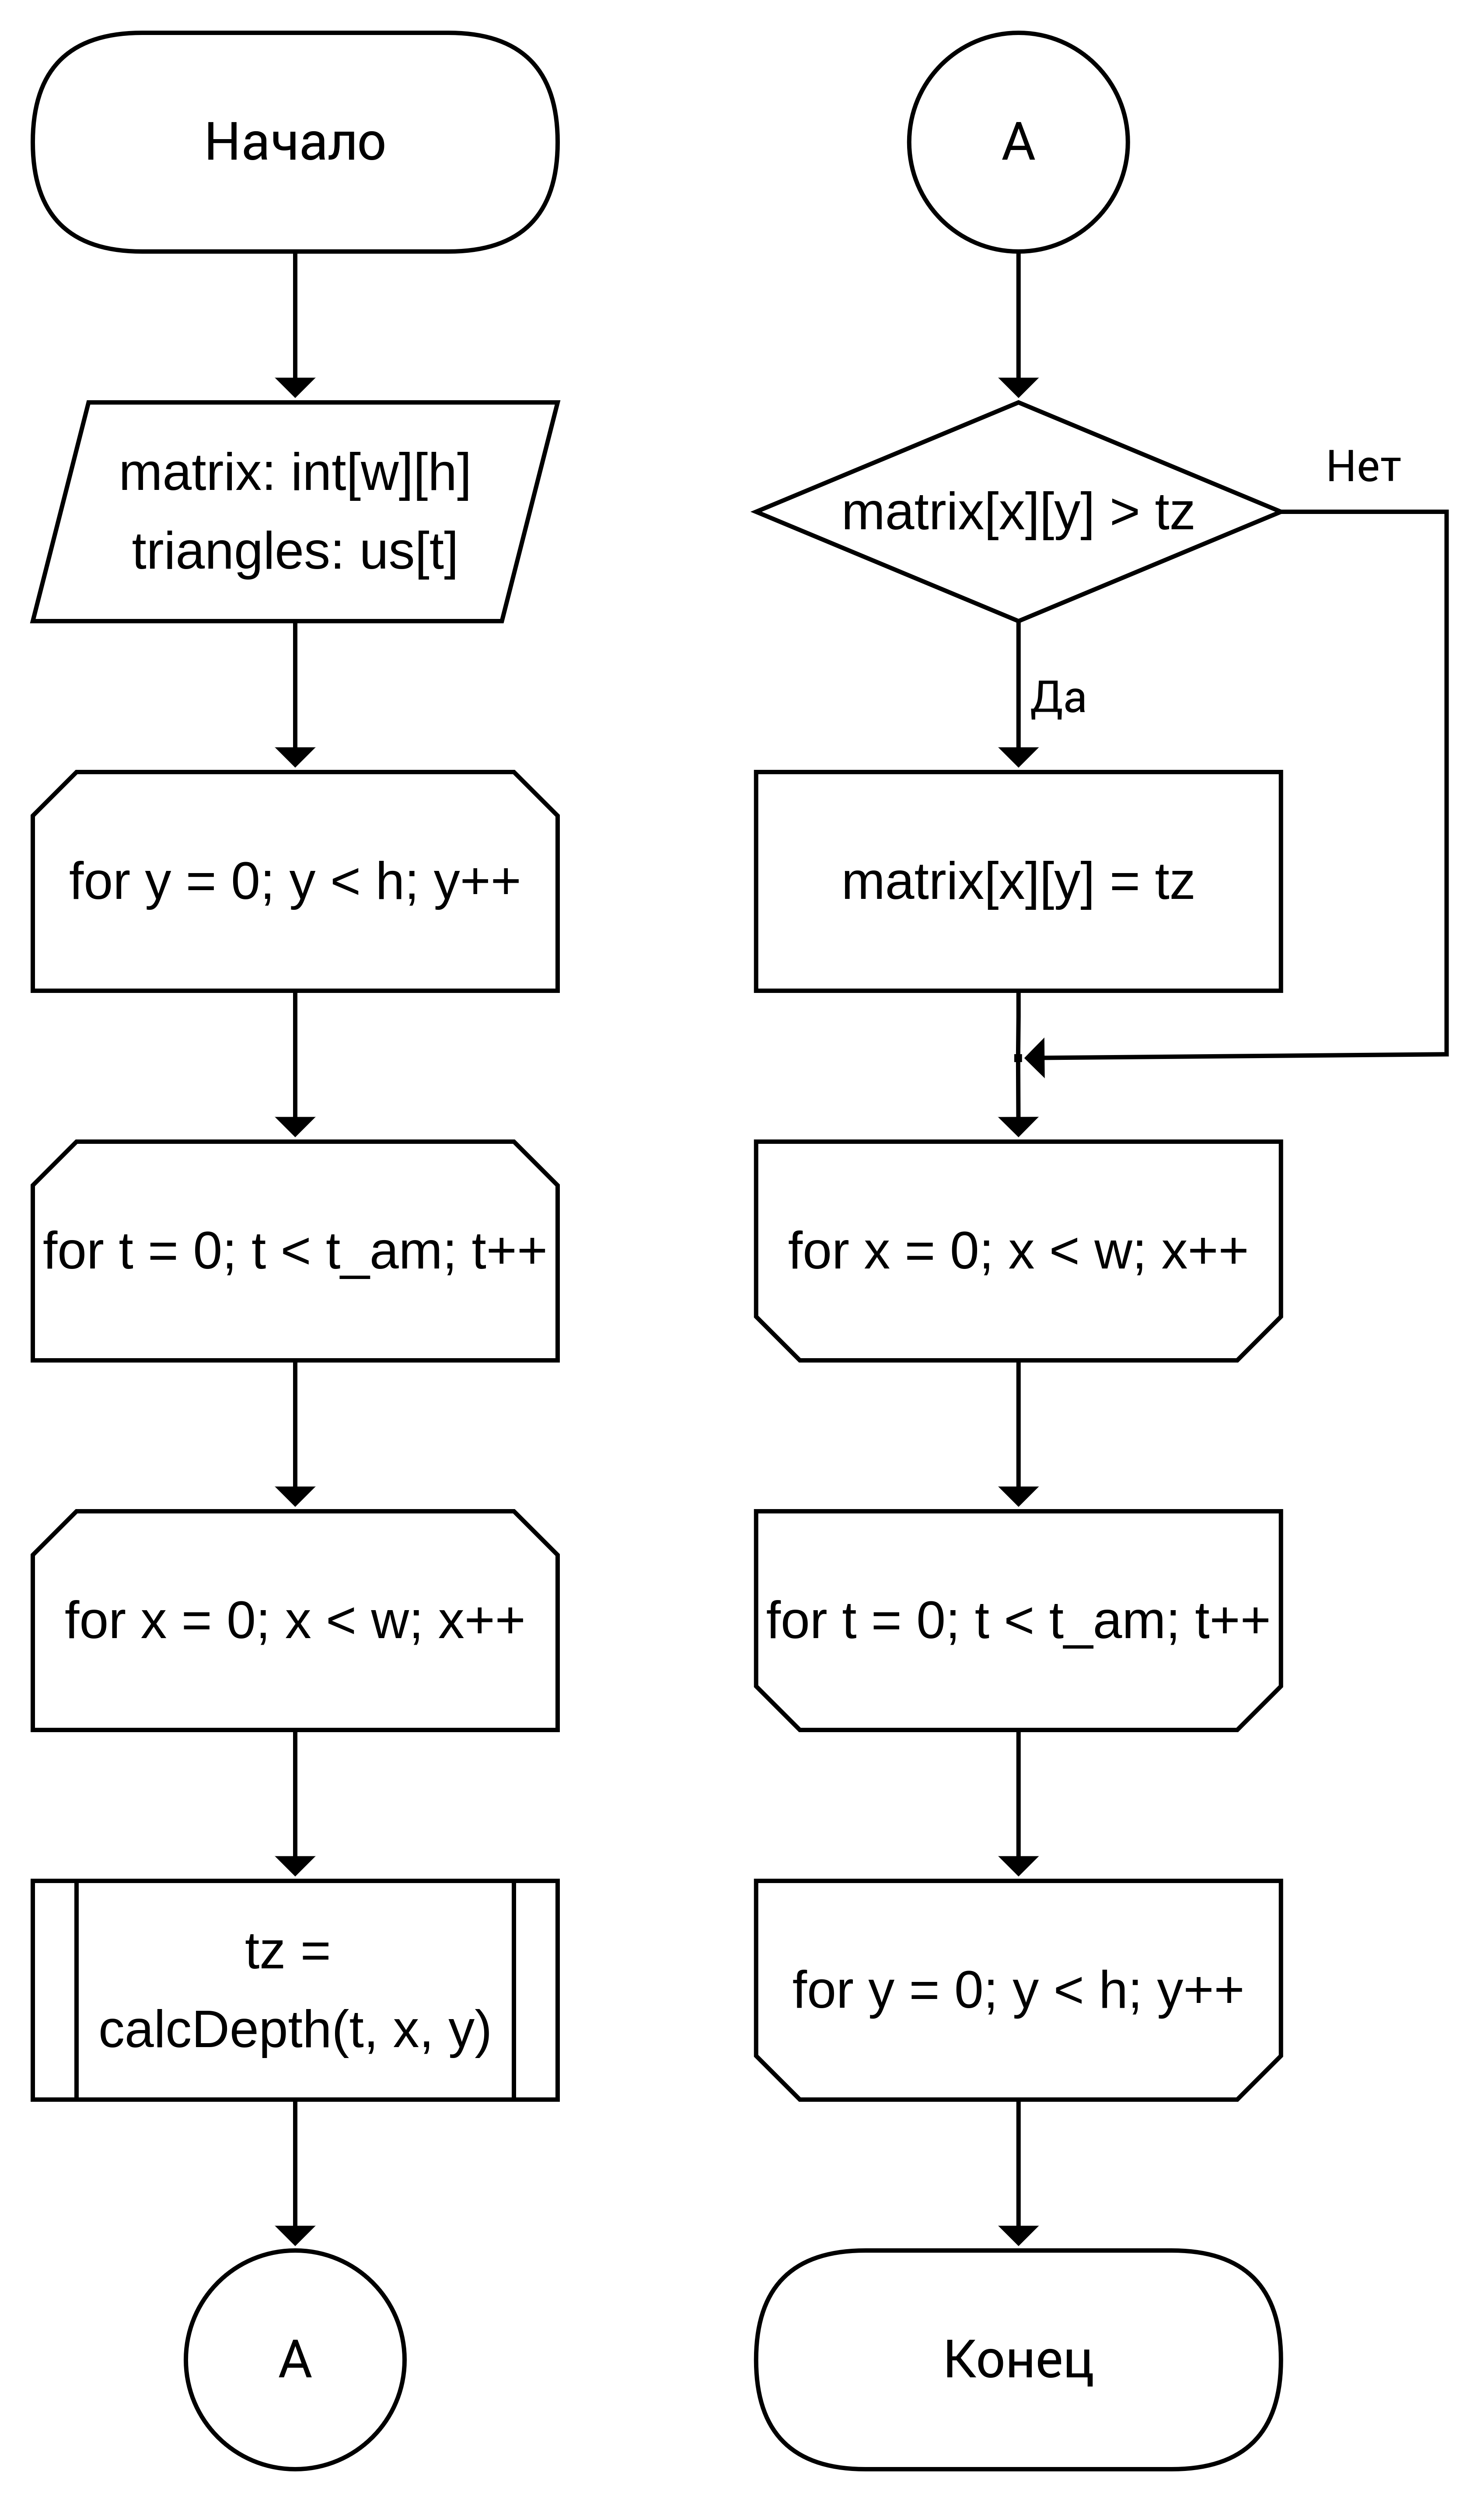 Начало
matrix: int[w][h]
triangles: us[t]
for y = 0; y < h; y++
for t = 0; t < t_am; t++
for x = 0; x < w; x++
tz =
calcDepth(t, x, y)
A
A
matrix[x][y] > tz
Нет
Да
matrix[x][y] = tz
for x = 0; x < w; x++
for t = 0; t < t_am; t++
for y = 0; y < h; y++
Конец